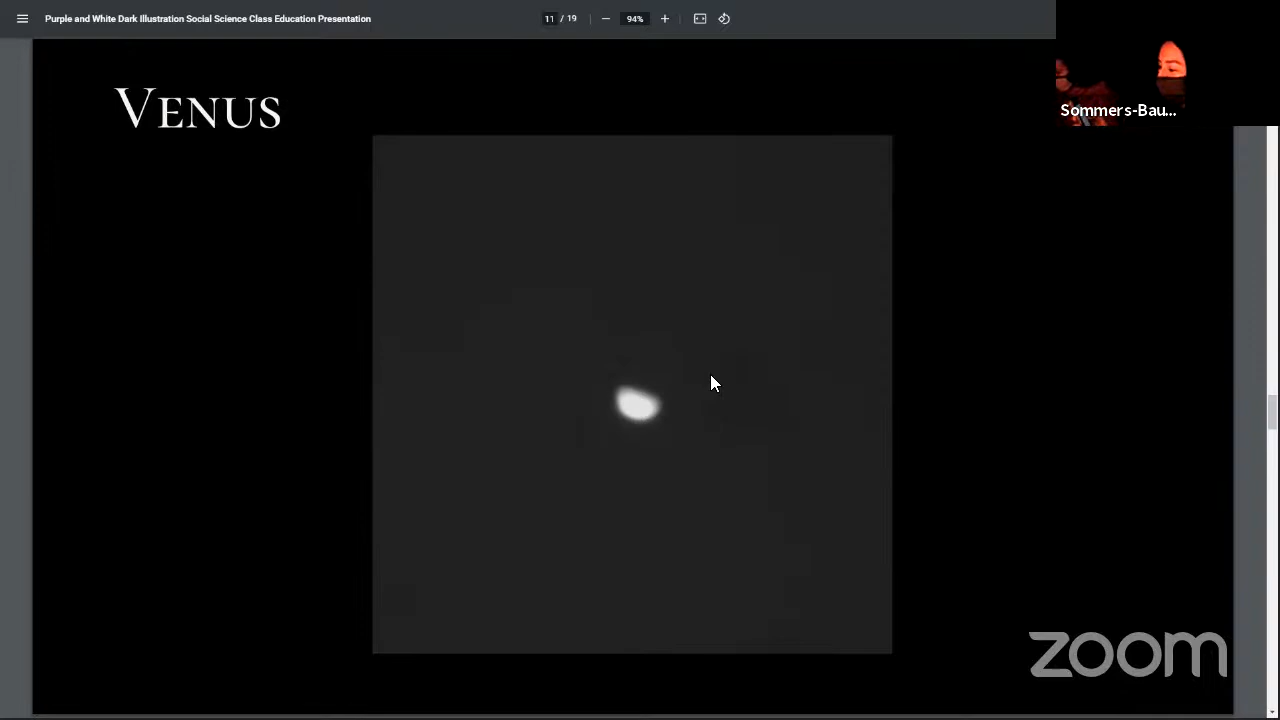 Purple and White Dark Illustration Social Science Class Education Presentation
11 / 19
94%
Sommers-Bau...
VENUS
zoom